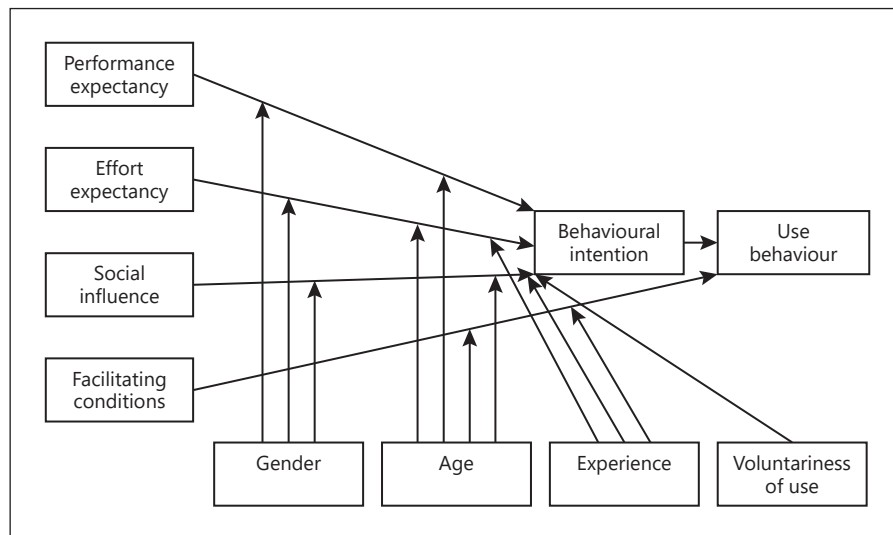 Performance
expectancy
Effort
expectancy
Social
influence
Facilitating
conditions
Behavioural
intention
Use
behaviour
Gender
Age
Experience
Voluntariness
of use